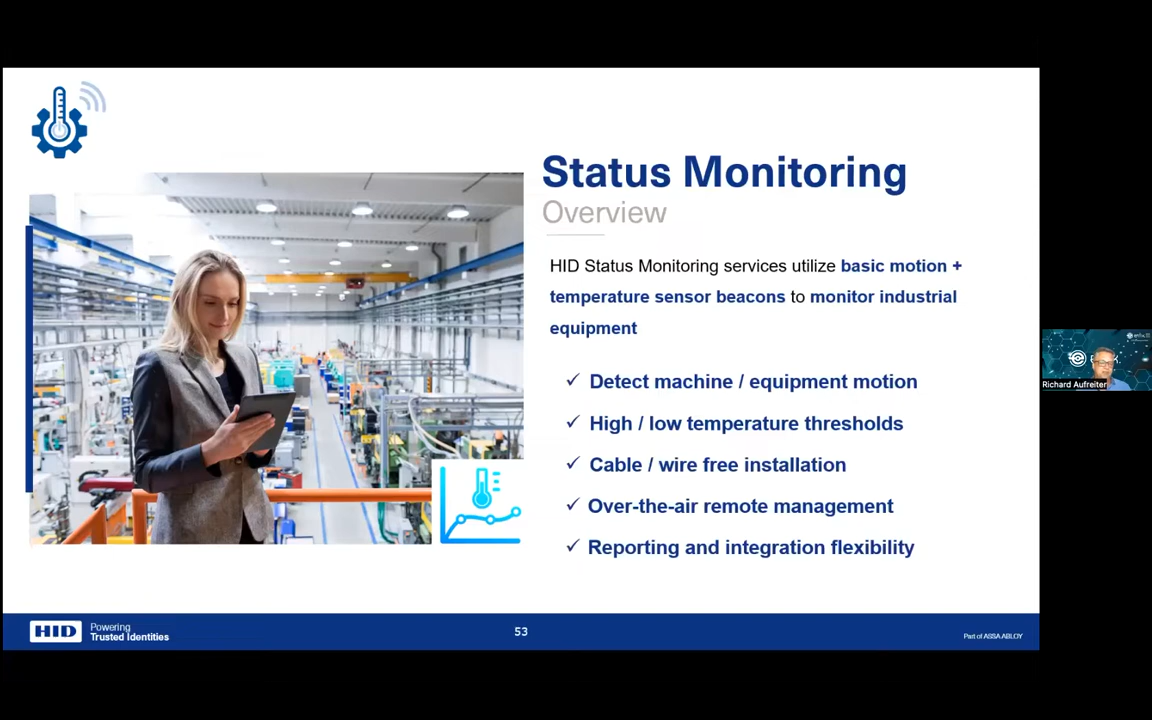 Status Monitoring
Overview
HID Status Monitoring services utilize basic motion +
temperature sensor beacons to monitor industrial
equipment
✓ Detect machine / equipment motion
✓ High / low temperature thresholds
✓ Cable / wire free installation
✓ Over-the-air remote management
✓ Reporting and integration flexibility
Richard Aufreiter
HID
Powering
Trusted Identities
53
Part of ASSA ABLOY